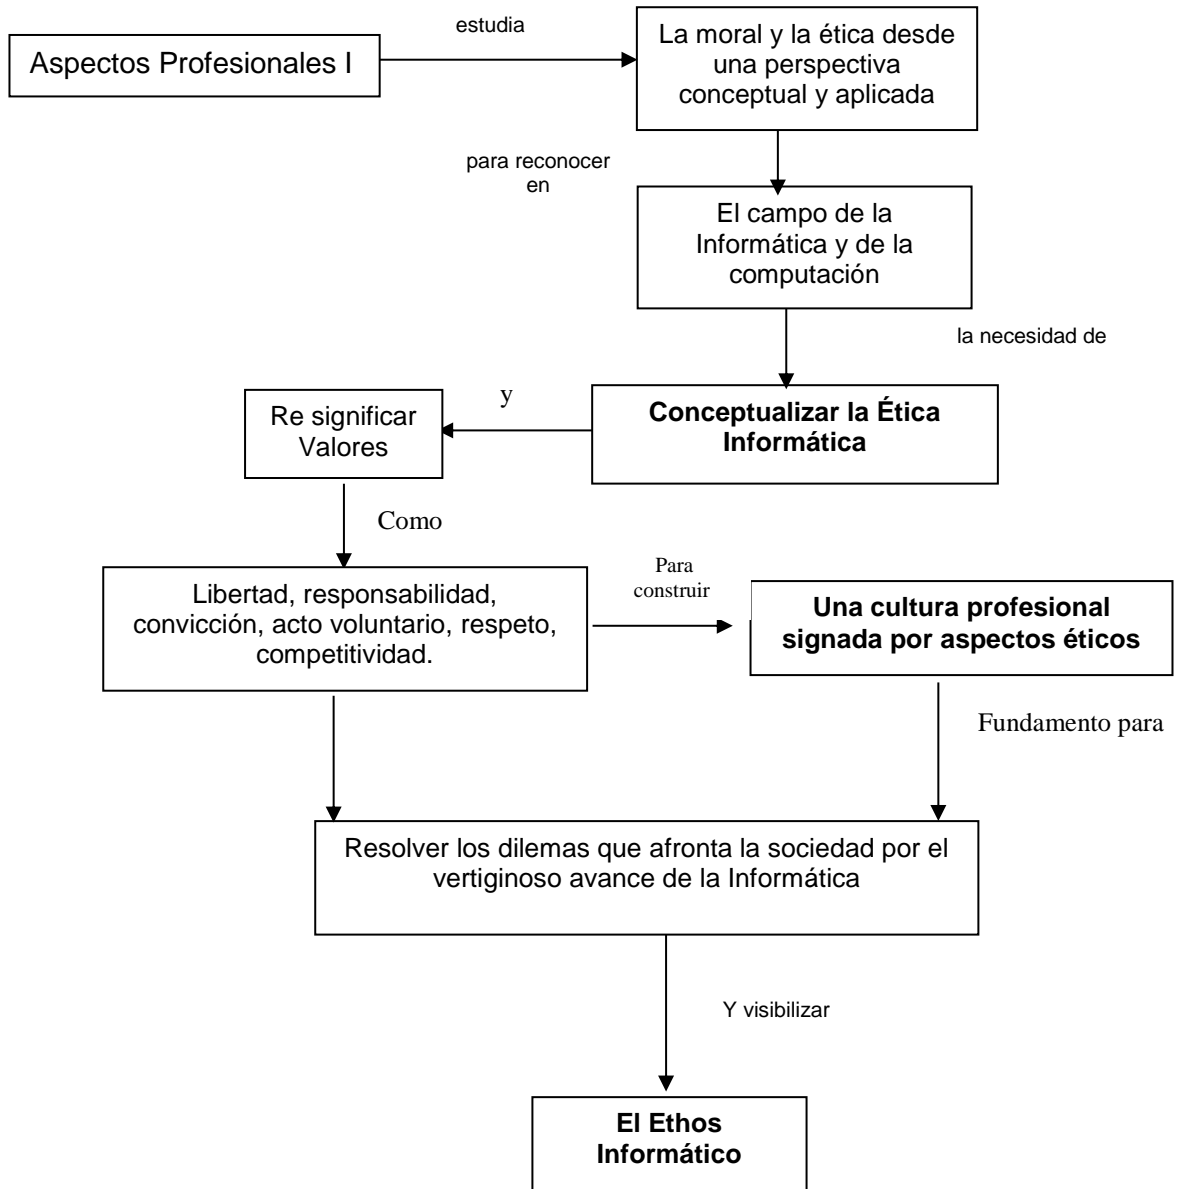 estudia
Aspectos Profesionales I
La moral y la ética desde
una perspectiva
conceptual y aplicada
para reconocer
en
El campo de la
Informática y de la
computación
la necesidad de
Conceptualizar la Ética
Informática
y
Re significar
Valores
Como
Libertad, responsabilidad,
convicción, acto voluntario, respeto,
competitividad.
Para
construir
Una cultura profesional
signada por aspectos éticos
Fundamento para
Resolver los dilemas que afronta la sociedad por el
vertiginoso avance de la Informática
Y visibilizar
El Ethos
Informático